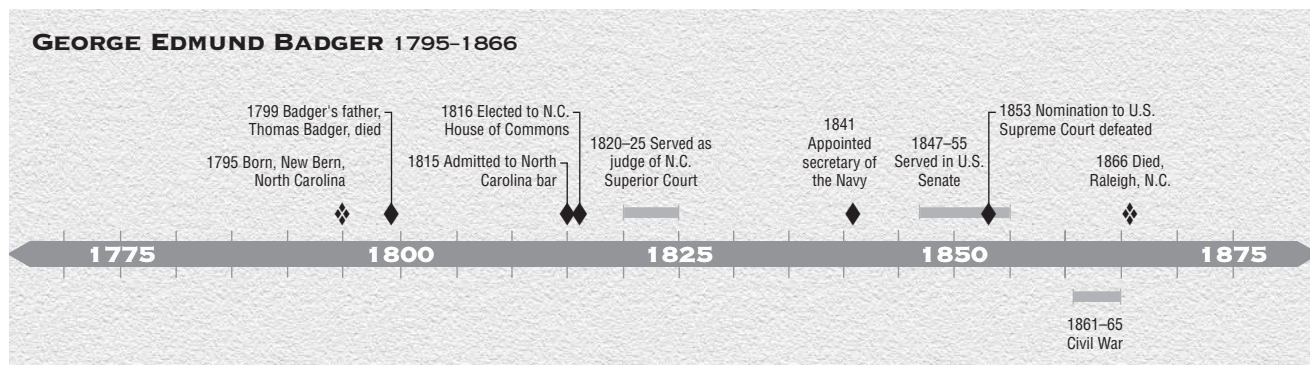 GEORGE EDMUND BADGER 1795–1866
1799 Badger's father,
Thomas Badger, died
1795 Born, New Bern,
North Carolina
1816 Elected to N.C.
House of Commons
1815 Admitted to North
Carolina bar
1820–25 Served as
judge of N.C.
Superior Court
1841
Appointed
secretary of
the Navy
1847–55
Served in U.S.
Senate
1853 Nomination to U.S.
Supreme Court defeated
1866 Died,
Raleigh, N.C.
1775 1800 1825 1850 1875
1861–65
Civil War